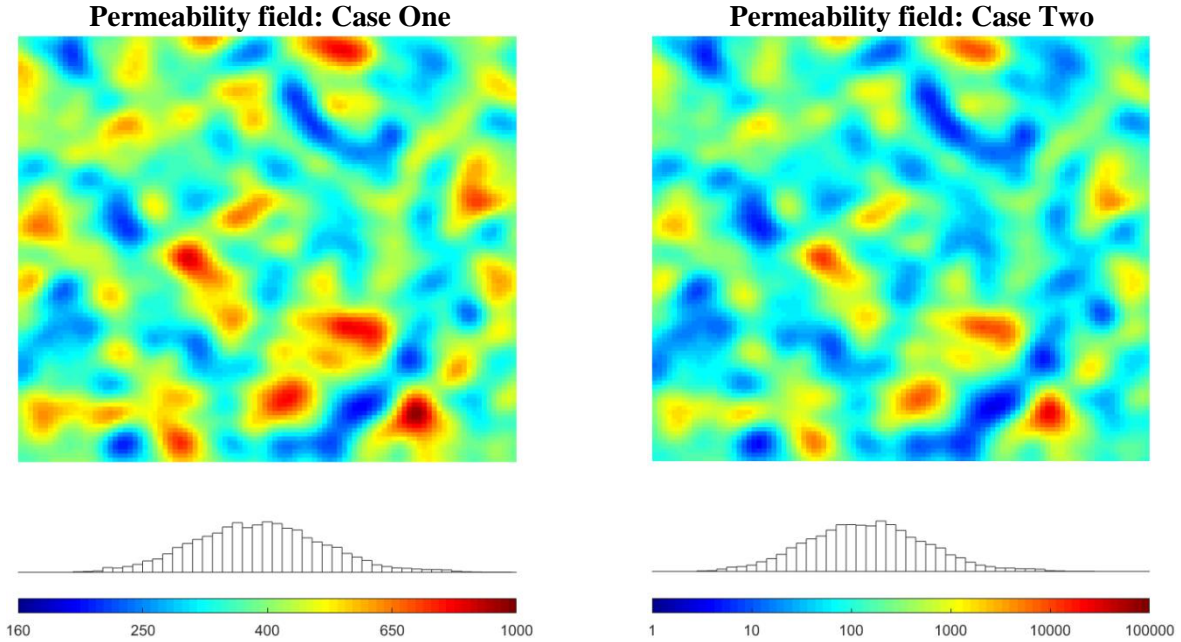 Permeability field: Case One
Permeability field: Case Two
160 250 400 650 1000
1 10 100 1000 10000 100000